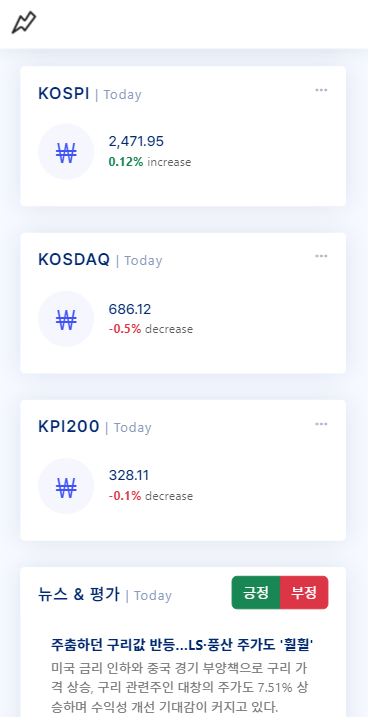 KOSPI | Today
₩
2,471.95
0.12% increase
KOSDAQ | Today
₩
686.12
-0.5% decrease
KPI200 | Today
₩
328.11
-0.1% decrease
뉴스 & 평가 | Today
긍정 부정
주춤하던 구리값 반등...LS·풍산 주가도 '훨훨'
미국 금리 인하와 중국 경기 부양책으로 구리 가
격 상승, 구리 관련주인 대창의 주가도 7.51% 상
승하며 수익성 개선 기대감이 커지고 있다.